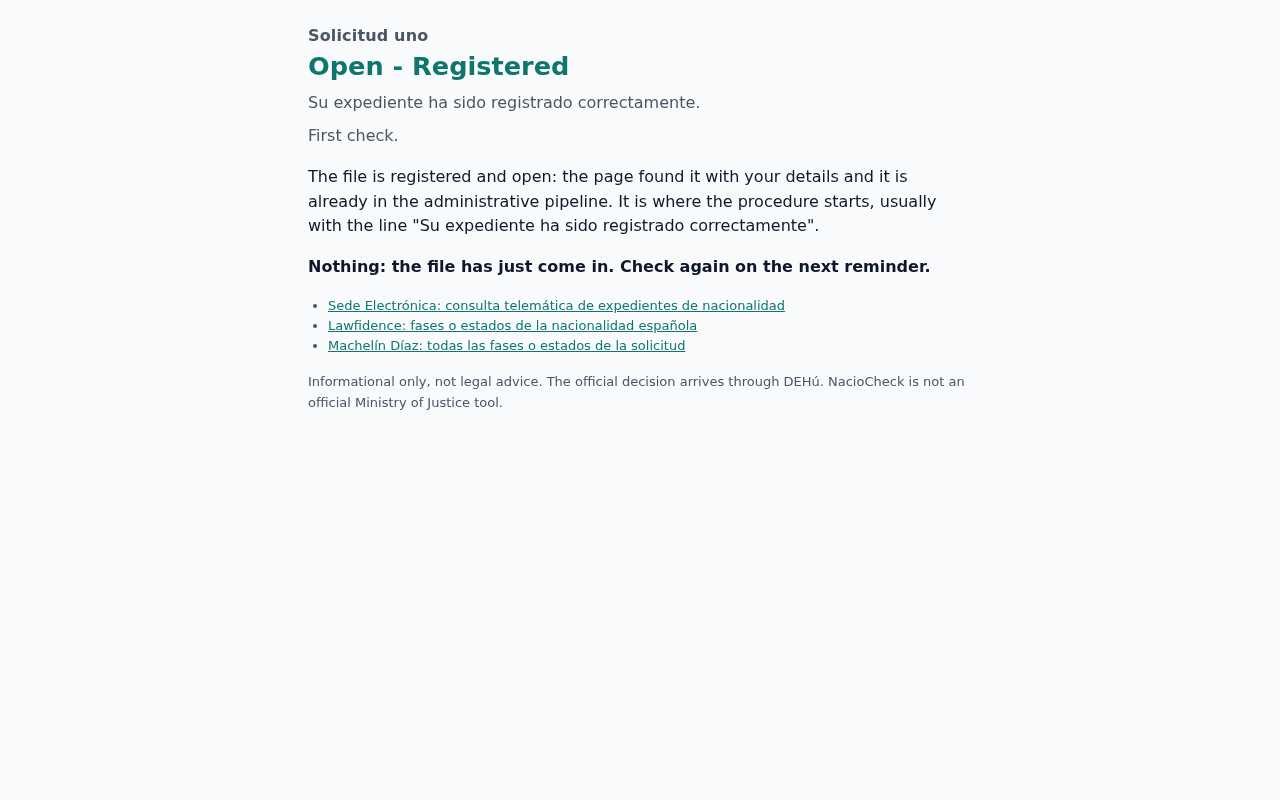 Solicitud uno
Open - Registered
Su expediente ha sido registrado correctamente.
First check.
The file is registered and open: the page found it with your details and it is
already in the administrative pipeline. It is where the procedure starts, usually
with the line "Su expediente ha sido registrado correctamente".
Nothing: the file has just come in. Check again on the next reminder.
• Sede Electrónica: consulta telemática de expedientes de nacionalidad
• Lawfidence: fases o estados de la nacionalidad española
• Machelín Díaz: todas las fases o estados de la solicitud
Informational only, not legal advice. The official decision arrives through DEHú. NacioCheck is not an
official Ministry of Justice tool.